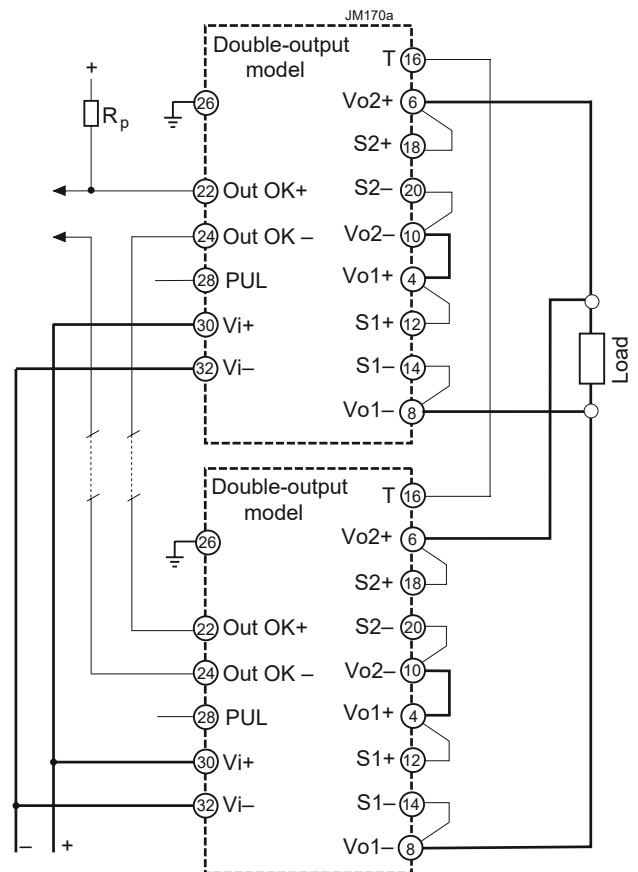 JM170a
Double-output
model
T 16
+
26
Vo2+ 6
Rp
S2+ 18
22 Out OK+
S2– 20
24 Out OK –
Vo2– 10
28 PUL
Vo1+ 4
30 Vi+
S1+ 12
32 Vi–
S1– 14
Load
Vo1– 8
Double-output
model
T 16
26
Vo2+ 6
S2+ 18
22 Out OK+
S2– 20
24 Out OK –
Vo2– 10
28 PUL
Vo1+ 4
30 Vi+
S1+ 12
32 Vi–
S1– 14
– +
Vo1– 8